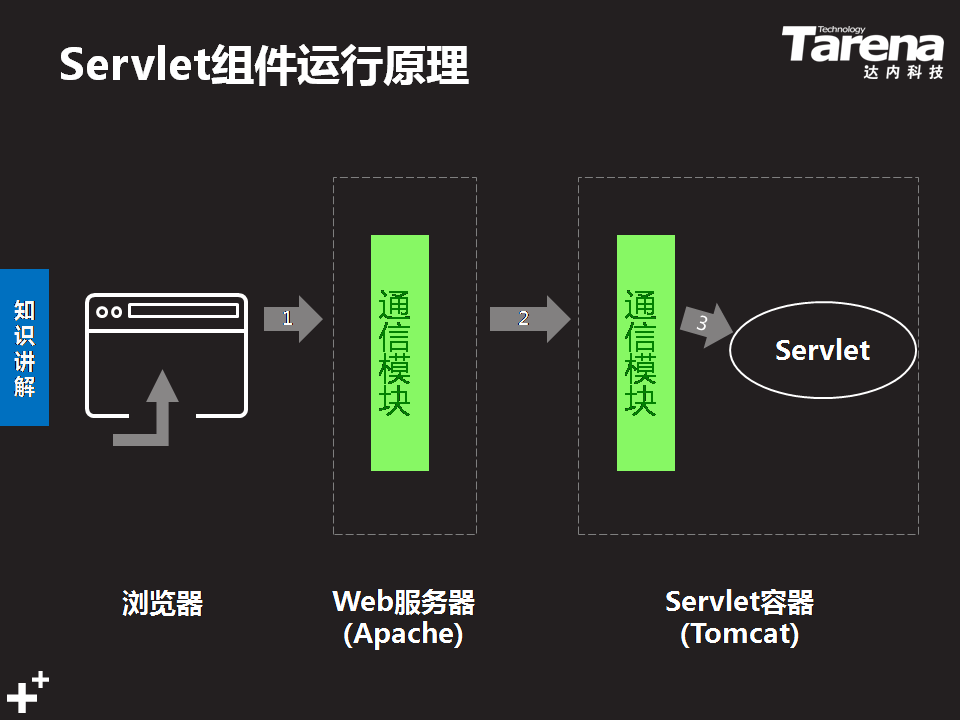 Servlet组件运行原理
Technology
Tarena
达内科技
知识讲解
1
通信模块
2
通信模块
3
Servlet
浏览器
Web服务器
(Apache)
Servlet容器
(Tomcat)